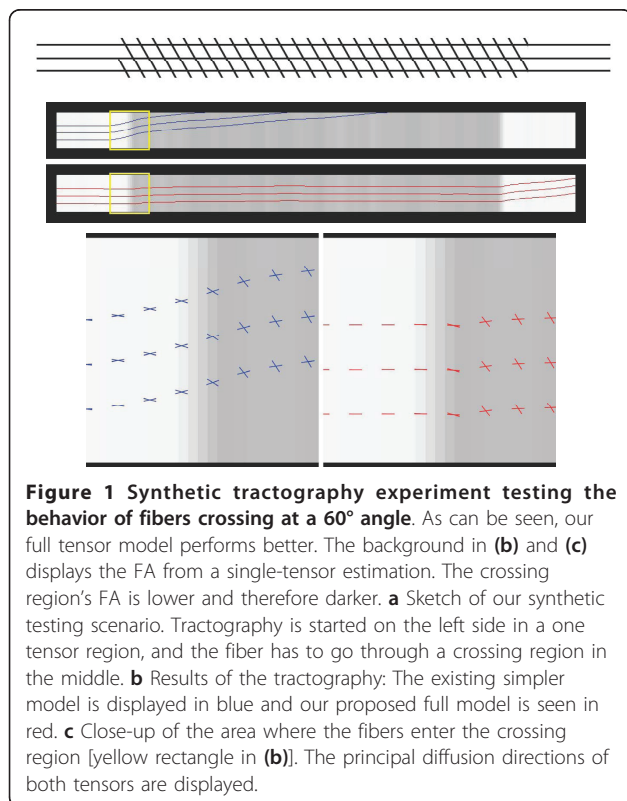 Figure 1 Synthetic tractography experiment testing the
behavior of fibers crossing at a 60° angle. As can be seen, our
full tensor model performs better. The background in (b) and (c)
displays the FA from a single-tensor estimation. The crossing
region's FA is lower and therefore darker. a Sketch of our synthetic
testing scenario. Tractography is started on the left side in a one
tensor region, and the fiber has to go through a crossing region in
the middle. b Results of the tractography: The existing simpler
model is displayed in blue and our proposed full model is seen in
red. c Close-up of the area where the fibers enter the crossing
region [yellow rectangle in (b)]. The principal diffusion directions of
both tensors are displayed.